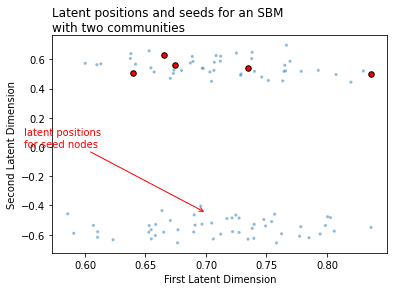 Latent positions and seeds for an SBM
with two communities
Second Latent Dimension
0.6
0.4
0.2
0.0
−0.2
−0.4
−0.6
latent positions
for seed nodes
0.60
0.65
0.70
0.75
0.80
First Latent Dimension